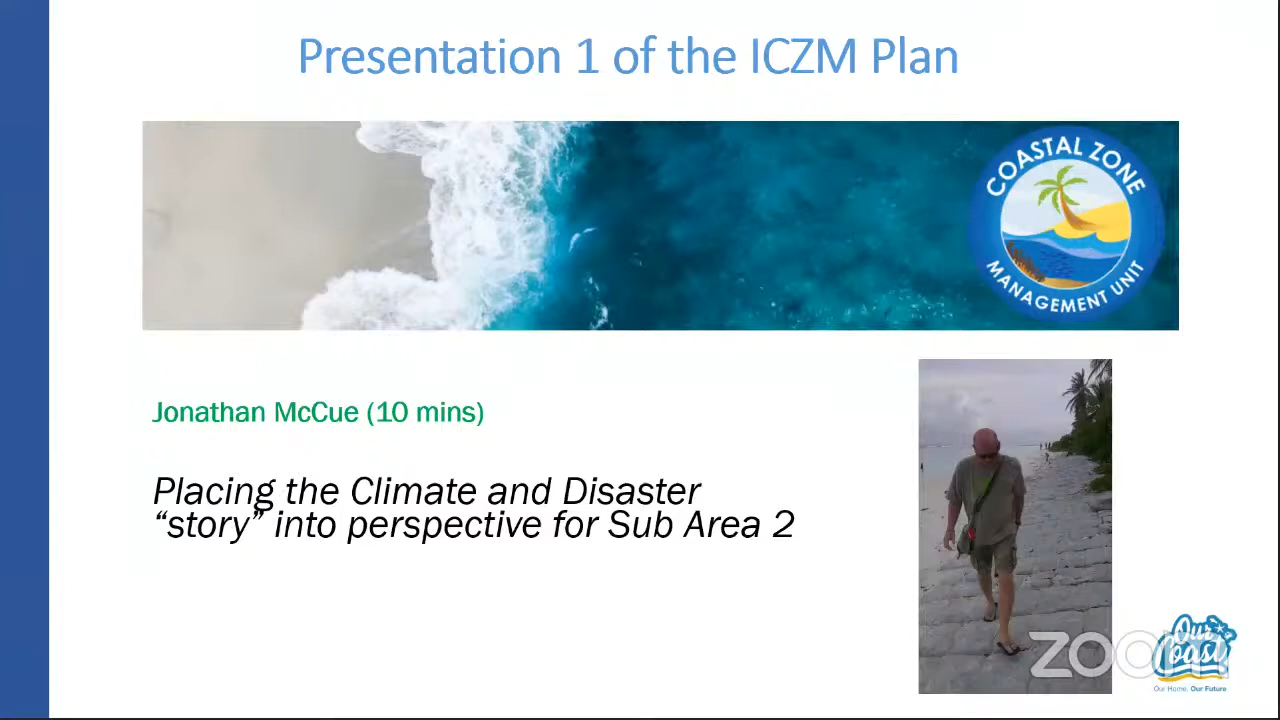 Presentation 1 of the ICZM Plan
COASTAL ZONE
MANAGEMENT UNIT
Jonathan McCue (10 mins)
Placing the Climate and Disaster
“story” into perspective for Sub Area 2
zoom
Our
Coast
Our Home. Our Future